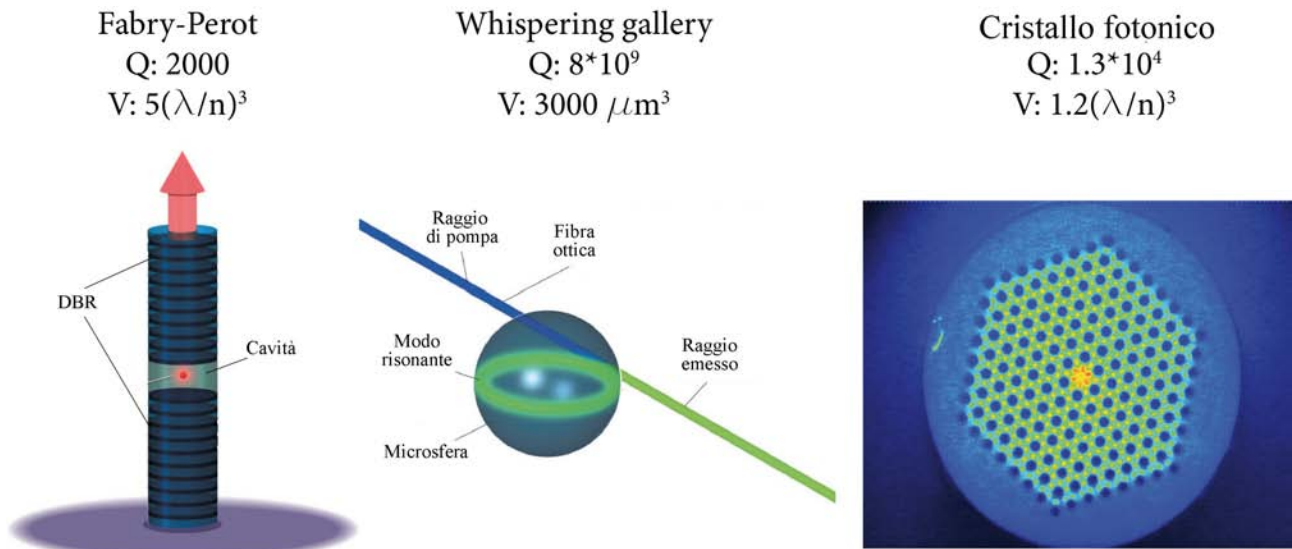 Fabry-Perot
Q: 2000
V: 5(λ/n)³
Whispering gallery
Q: 8*10⁹
V: 3000 μm³
Cristallo fotonico
Q: 1.3*10⁴
V: 1.2(λ/n)³
DBR
Cavità
Raggio
di pompa
Fibra
ottica
Modo
risonante
Raggio
emesso
Microsfera